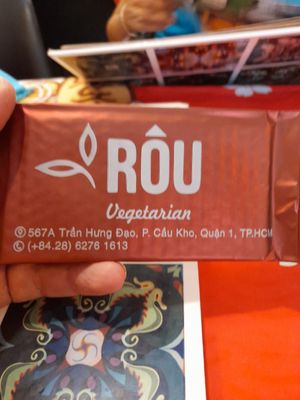 RÔU
Vegetarian
567A Trần Hưng Đạo, P. Cầu Kho, Quận 1, TP.HCM
(+84.28) 6276 1613